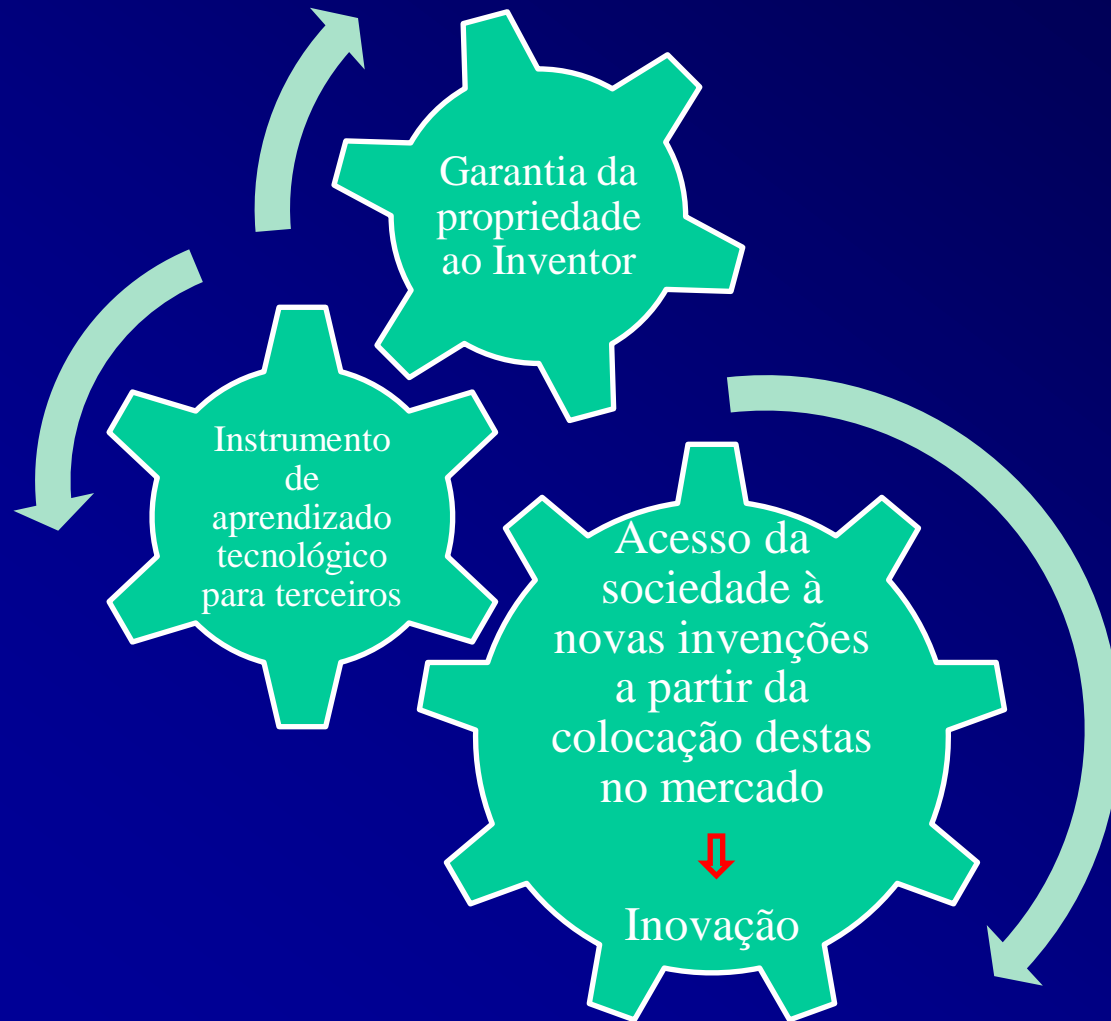 Garantia da
propriedade
ao Inventor
Instrumento
de
aprendizado
tecnológico
para terceiros
Acesso da
sociedade à
novas invenções
a partir da
colocação destas
no mercado
Inovação